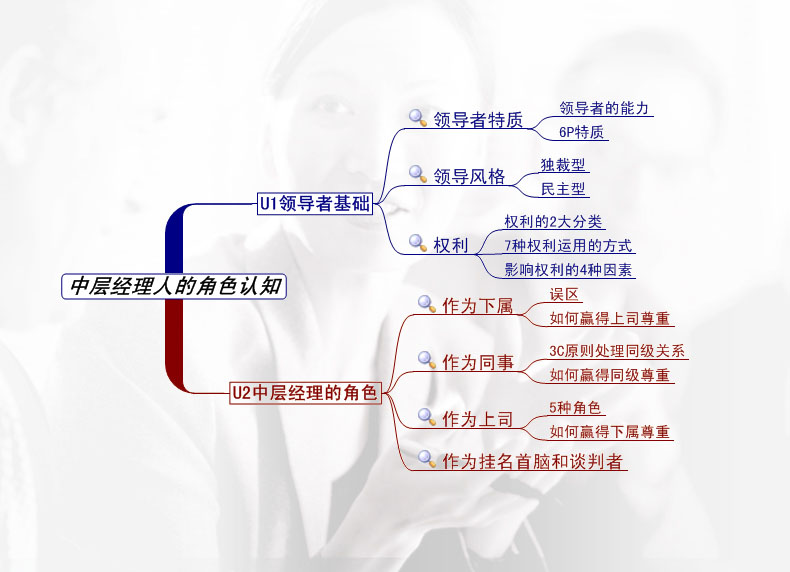 中层经理人的角色认知
U1领导者基础
领导者特质
领导者的能力
6P特质
领导风格
独裁型
民主型
权利
权利的2大分类
7种权利运用的方式
影响权利的4种因素
U2中层经理的角色
作为下属
误区
如何赢得上司尊重
作为同事
3C原则处理同级关系
如何赢得同级尊重
作为上司
5种角色
如何赢得下属尊重
作为挂名首脑和谈判者